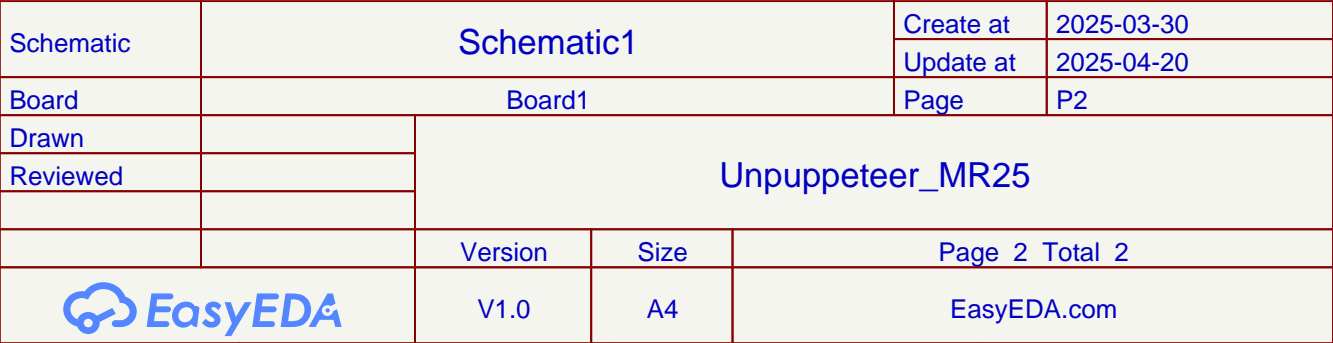 Schematic Schematic1 Create at 2025-03-30
Update at 2025-04-20
Board Board1 Page P2
Drawn
Reviewed
Unpuppeteer_MR25
Version Size Page 2 Total 2
EasyEDA V1.0 A4 EasyEDA.com